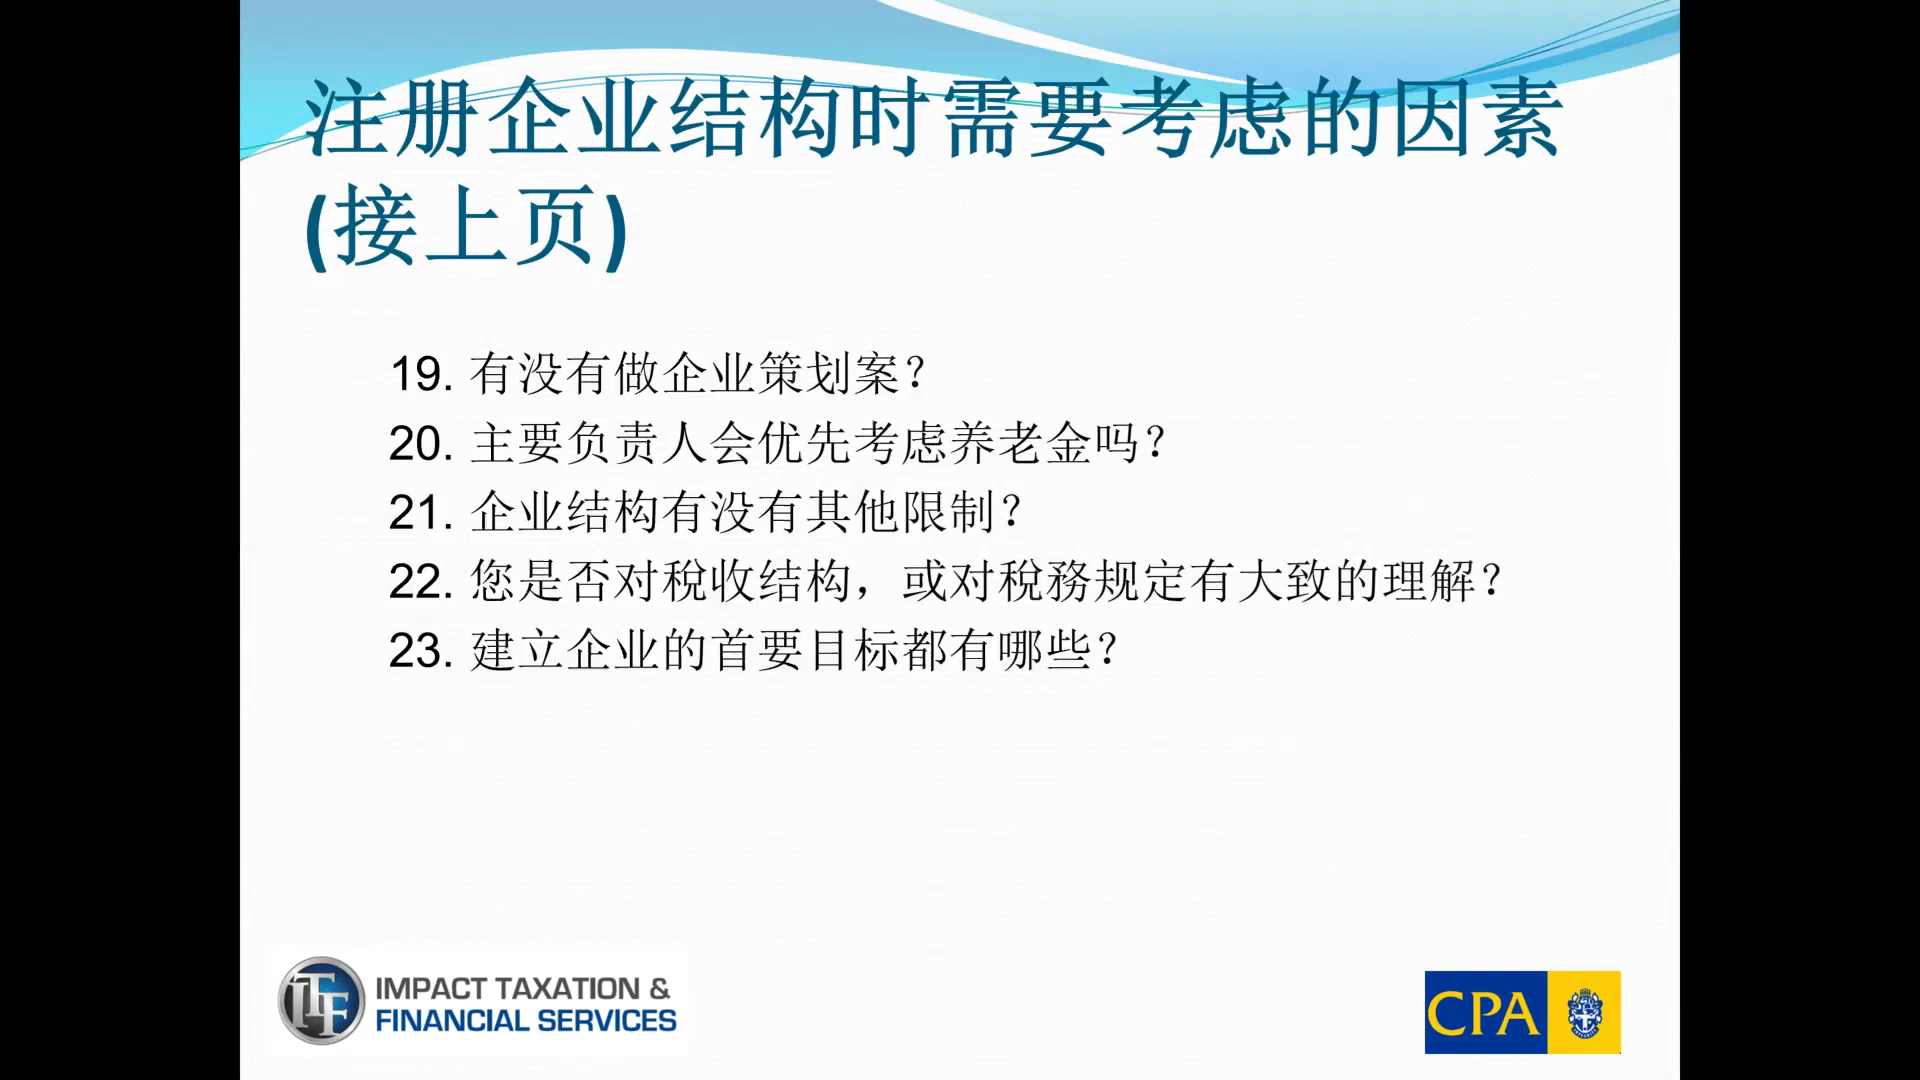 注册企业结构时需要考虑的因素
(接上页)
19. 有没有做企业策划案？
20. 主要负责人会优先考虑养老金吗？
21. 企业结构有没有其他限制？
22. 您是否对稅收结构，或对稅務规定有大致的理解？
23. 建立企业的首要目标都有哪些？
ITF
IMPACT TAXATION &
FINANCIAL SERVICES
CPA